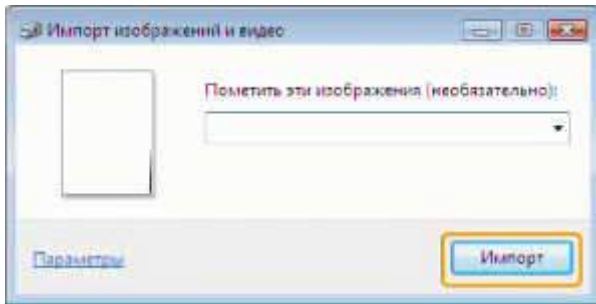 Импорт изображений и видео
Пометить эти изображения (необязательно):
Параметры
Импорт